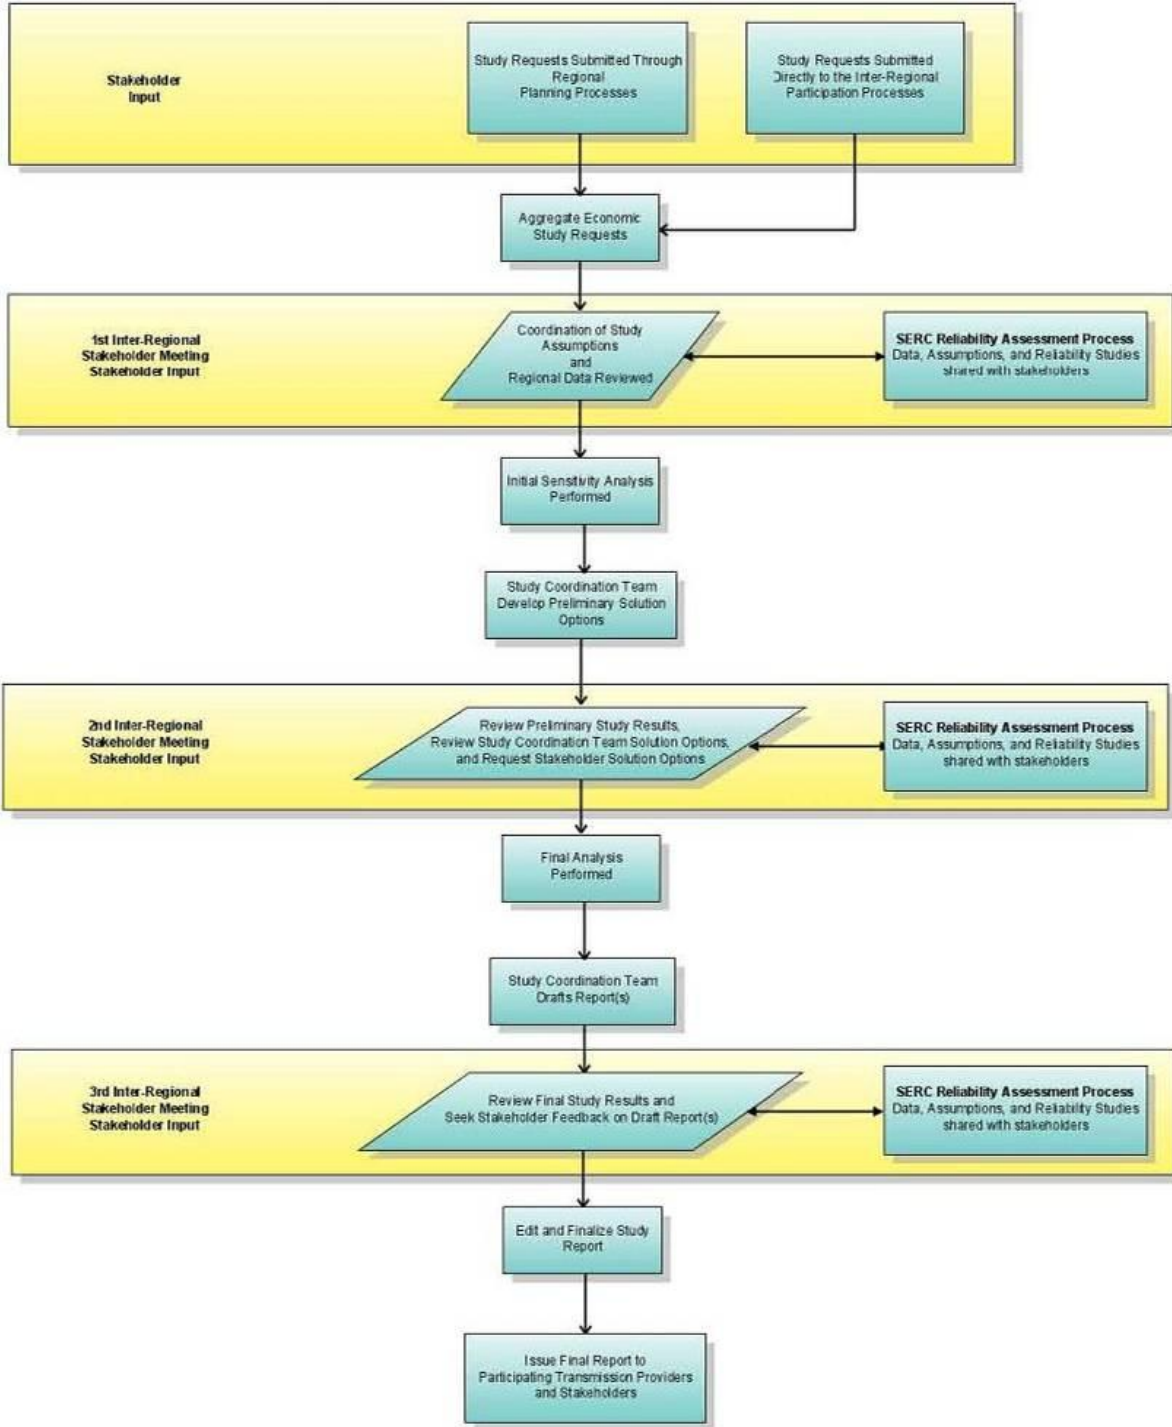 Stakeholder
Input
Study Requests Submitted Through
Regional
Planning Processes
Study Requests Submitted
Directly to the Inter-Regional
Participation Processes
Aggregate Economic
Study Requests
1st Inter-Regional
Stakeholder Meeting
Stakeholder Input
Coordination of Study
Assumptions
and
Regional Data Reviewed
SERC Reliability Assessment Process
Data, Assumptions, and Reliability Studies
shared with stakeholders
Initial Sensitivity Analysis
Performed
Study Coordination Team
Develop Preliminary Solution
Options
2nd Inter-Regional
Stakeholder Meeting
Stakeholder Input
Review Preliminary Study Results,
Review Study Coordination Team Solution Options,
and Request Stakeholder Solution Options
SERC Reliability Assessment Process
Data, Assumptions, and Reliability Studies
shared with stakeholders
Final Analysis
Performed
Study Coordination Team
Drafts Report(s)
3rd Inter-Regional
Stakeholder Meeting
Stakeholder Input
Review Final Study Results and
Seek Stakeholder Feedback on Draft Report(s)
SERC Reliability Assessment Process
Data, Assumptions, and Reliability Studies
shared with stakeholders
Edit and Finalize Study
Report
Issue Final Report to
Participating Transmission Providers
and Stakeholders